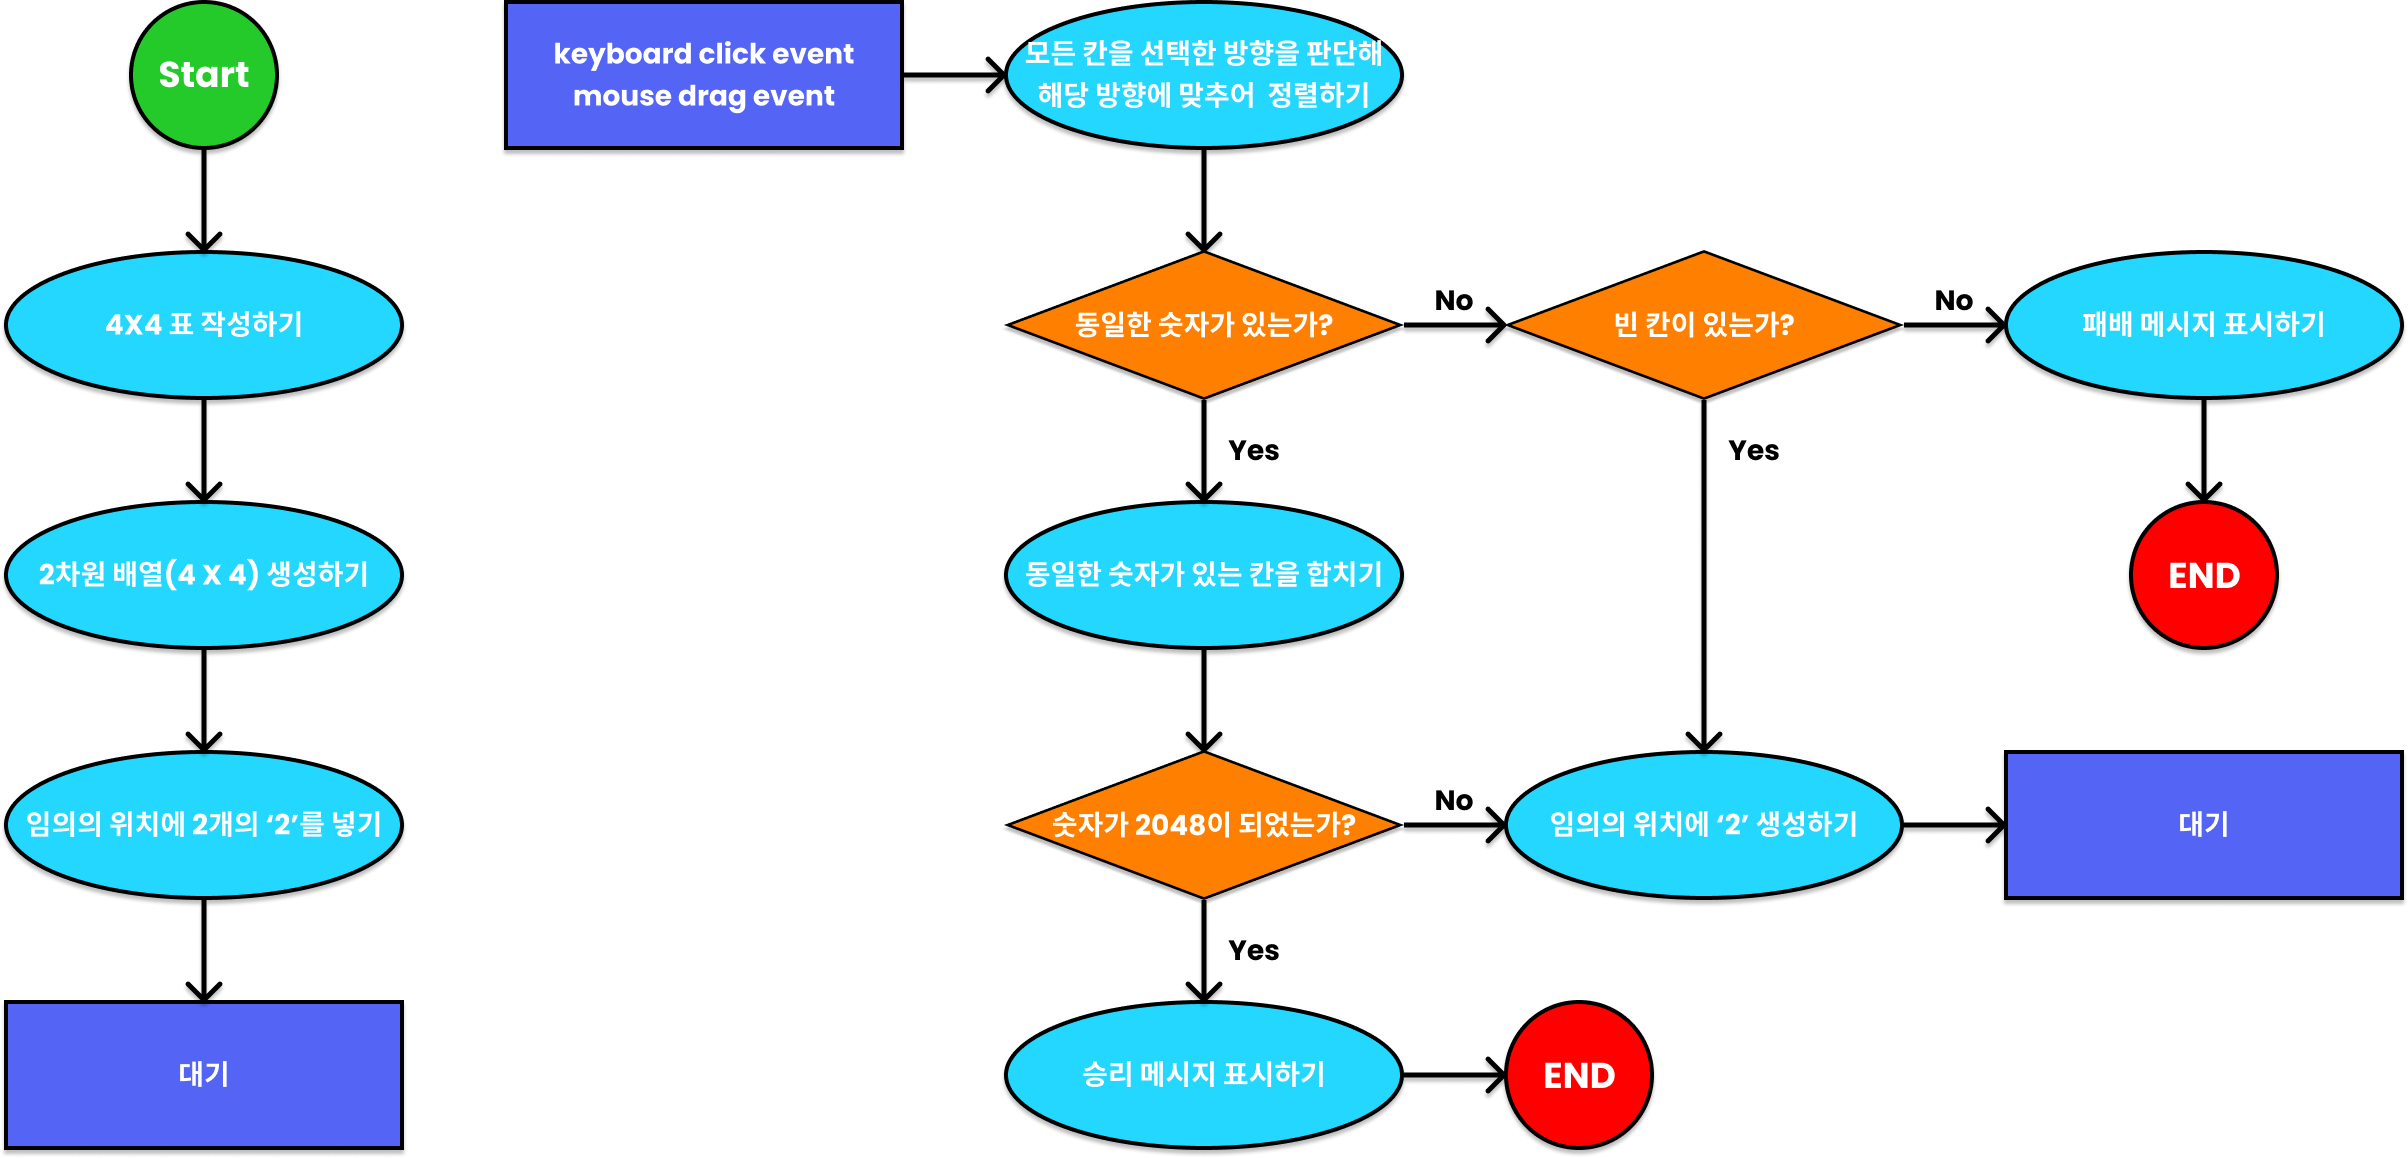 Start
4X4 표 작성하기
2차원 배열(4 X 4) 생성하기
임의의 위치에 2개의 ‘2’를 넣기
대기
keyboard click event
mouse drag event
모든 칸을 선택한 방향을 판단해
해당 방향에 맞추어 정렬하기
동일한 숫자가 있는가?
No
빈 칸이 있는가?
No
패배 메시지 표시하기
Yes
Yes
END
동일한 숫자가 있는 칸을 합치기
숫자가 2048이 되었는가?
No
임의의 위치에 ‘2’ 생성하기
대기
Yes
승리 메시지 표시하기
END